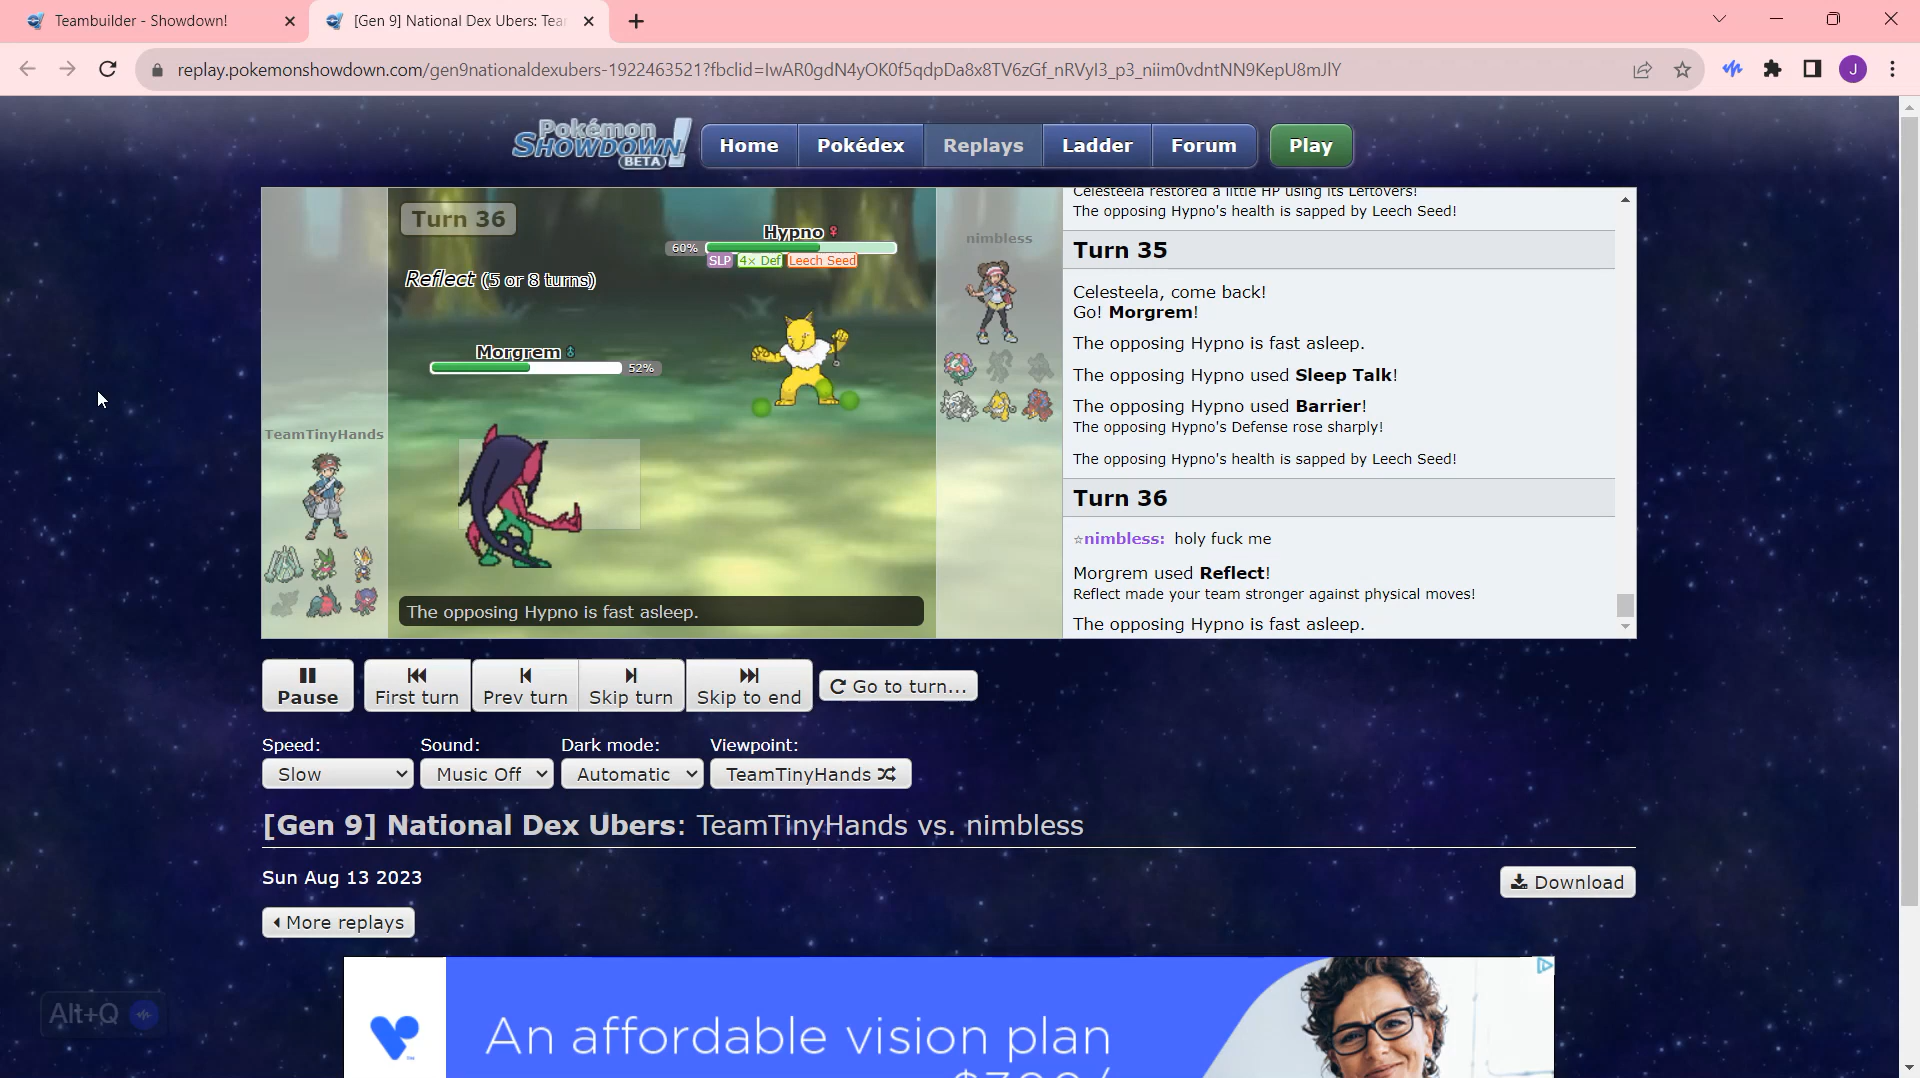 Teambuilder - Showdown!
[Gen 9] National Dex Ubers: Tea
replay.pokemonshowdown.com/gen9nationaldexubers-1922463521?fbclid=IwAR0gdN4yOK0f5qdpDa8x8TV6zGf_nRVyI3_p3_niim0vdntNN9KepU8mJlY
J
Pokémon
SHOWDOWN!
BETA
Home
Pokédex
Replays
Ladder
Forum
Play
Turn 36
Reflect (5 or 8 turns)
Hypno ♀
60%
SLP 4× Def Leech Seed
Morgrem ♂
52%
TeamTinyHands
nimbless
The opposing Hypno is fast asleep.
Celesteela restored a little HP using its Leftovers!
The opposing Hypno's health is sapped by Leech Seed!
Turn 35
Celesteela, come back!
Go! Morgrem!
The opposing Hypno is fast asleep.
The opposing Hypno used Sleep Talk!
The opposing Hypno used Barrier!
The opposing Hypno's Defense rose sharply!
The opposing Hypno's health is sapped by Leech Seed!
Turn 36
☆nimbless: holy fuck me
Morgrem used Reflect!
Reflect made your team stronger against physical moves!
The opposing Hypno is fast asleep.
Pause
First turn
Prev turn
Skip turn
Skip to end
Go to turn...
Speed:
Sound:
Dark mode:
Viewpoint:
Slow
Music Off
Automatic
TeamTinyHands
[Gen 9] National Dex Ubers: TeamTinyHands vs. nimbless
Sun Aug 13 2023
Download
More replays
Alt+Q
An affordable vision plan